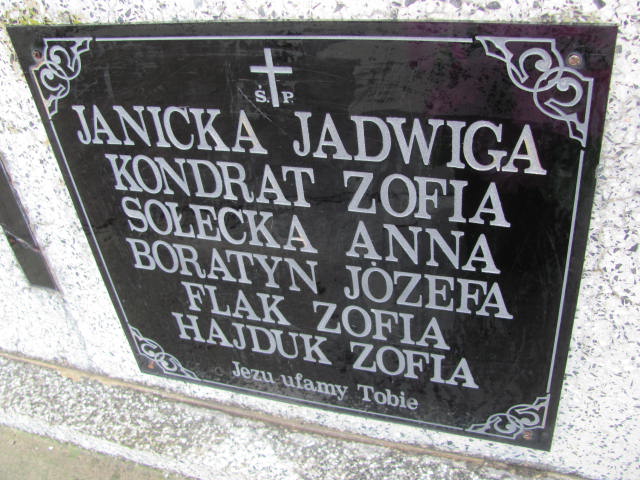 Ś. P.
JANICKA JADWIGA
KONDRAT ZOFIA
SOŁECKA ANNA
BORATYN JÓZEFA
FLAK ZOFIA
HAJDUK ZOFIA
Jezu ufamy Tobie